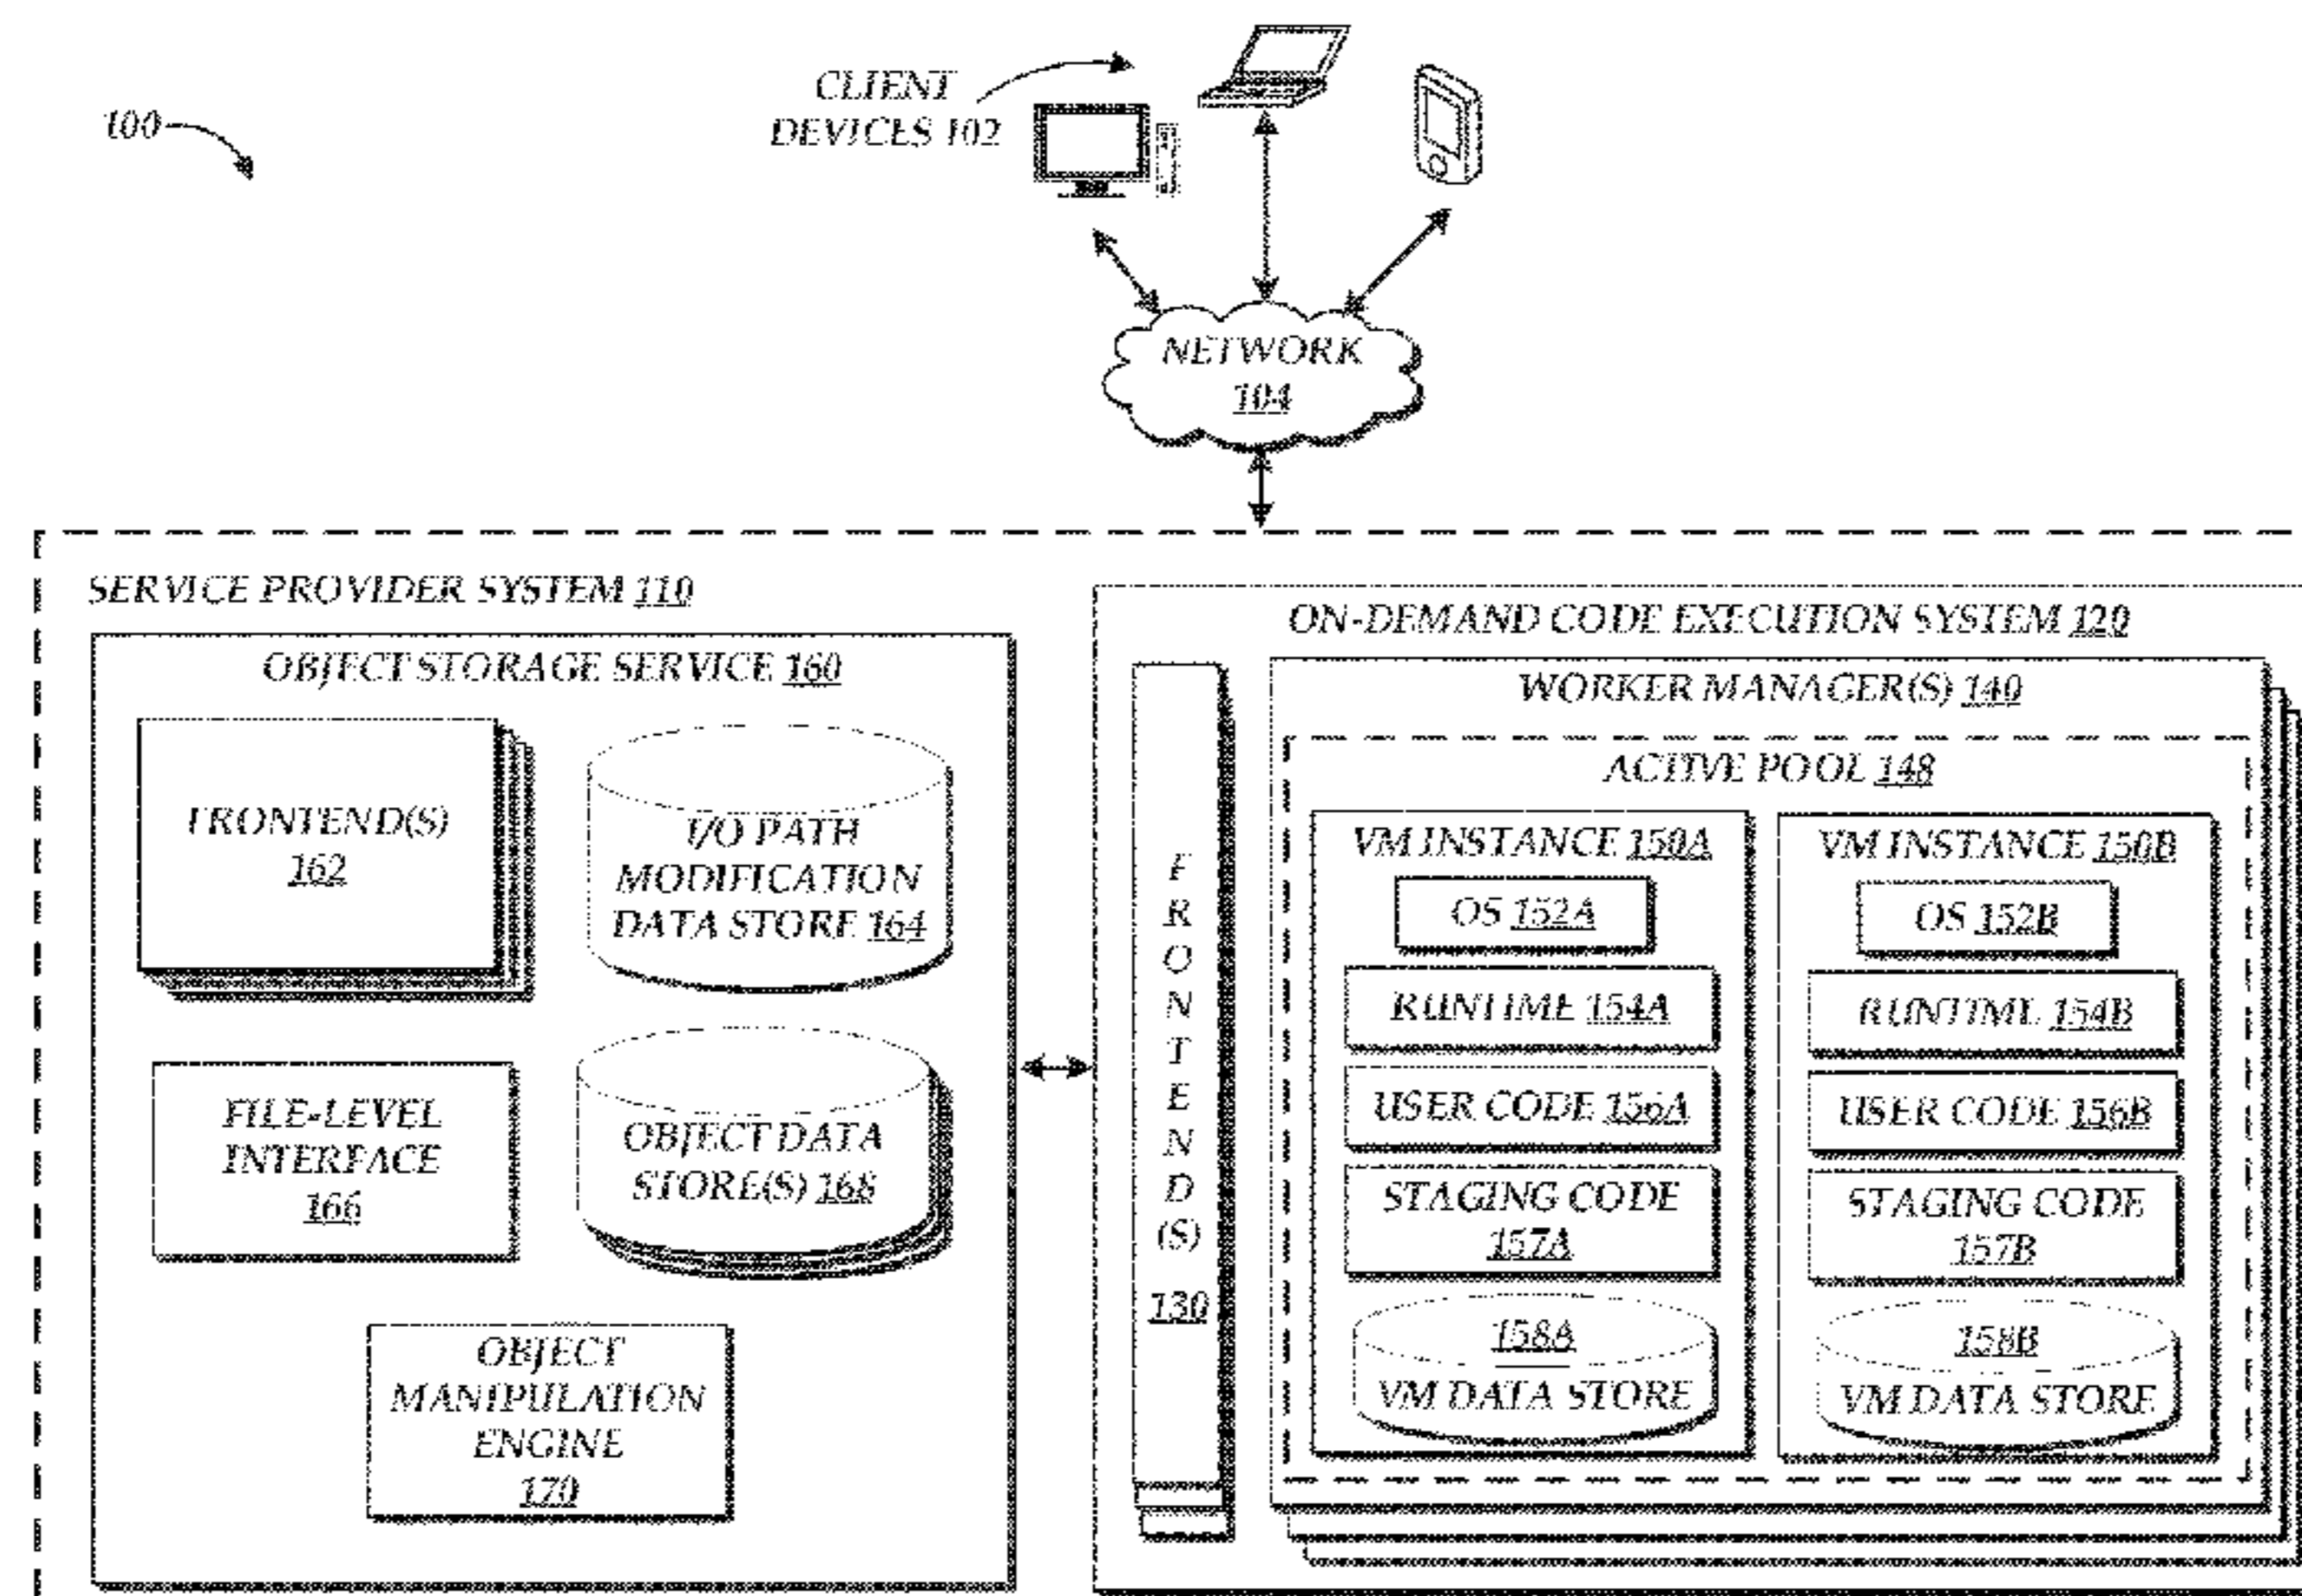 100
CLIENT
DEVICES 102
NETWORK
104
SERVICE PROVIDER SYSTEM 110
OBJECT STORAGE SERVICE 160
FRONTEND(S)
162
I/O PATH
MODIFICATION
DATA STORE 164
FILE-LEVEL
INTERFACE
166
OBJECT DATA
STORE(S) 168
OBJECT
MANIPULATION
ENGINE
170
ON-DEMAND CODE EXECUTION SYSTEM 120
F
R
O
N
T
E
N
D
(S)
130
WORKER MANAGER(S) 140
ACTIVE POOL 148
VM INSTANCE 150A
OS 152A
RUNTIME 154A
USER CODE 156A
STAGING CODE
157A
158A
VM DATA STORE
VM INSTANCE 150B
OS 152B
RUNTIME 154B
USER CODE 156B
STAGING CODE
157B
158B
VM DATA STORE